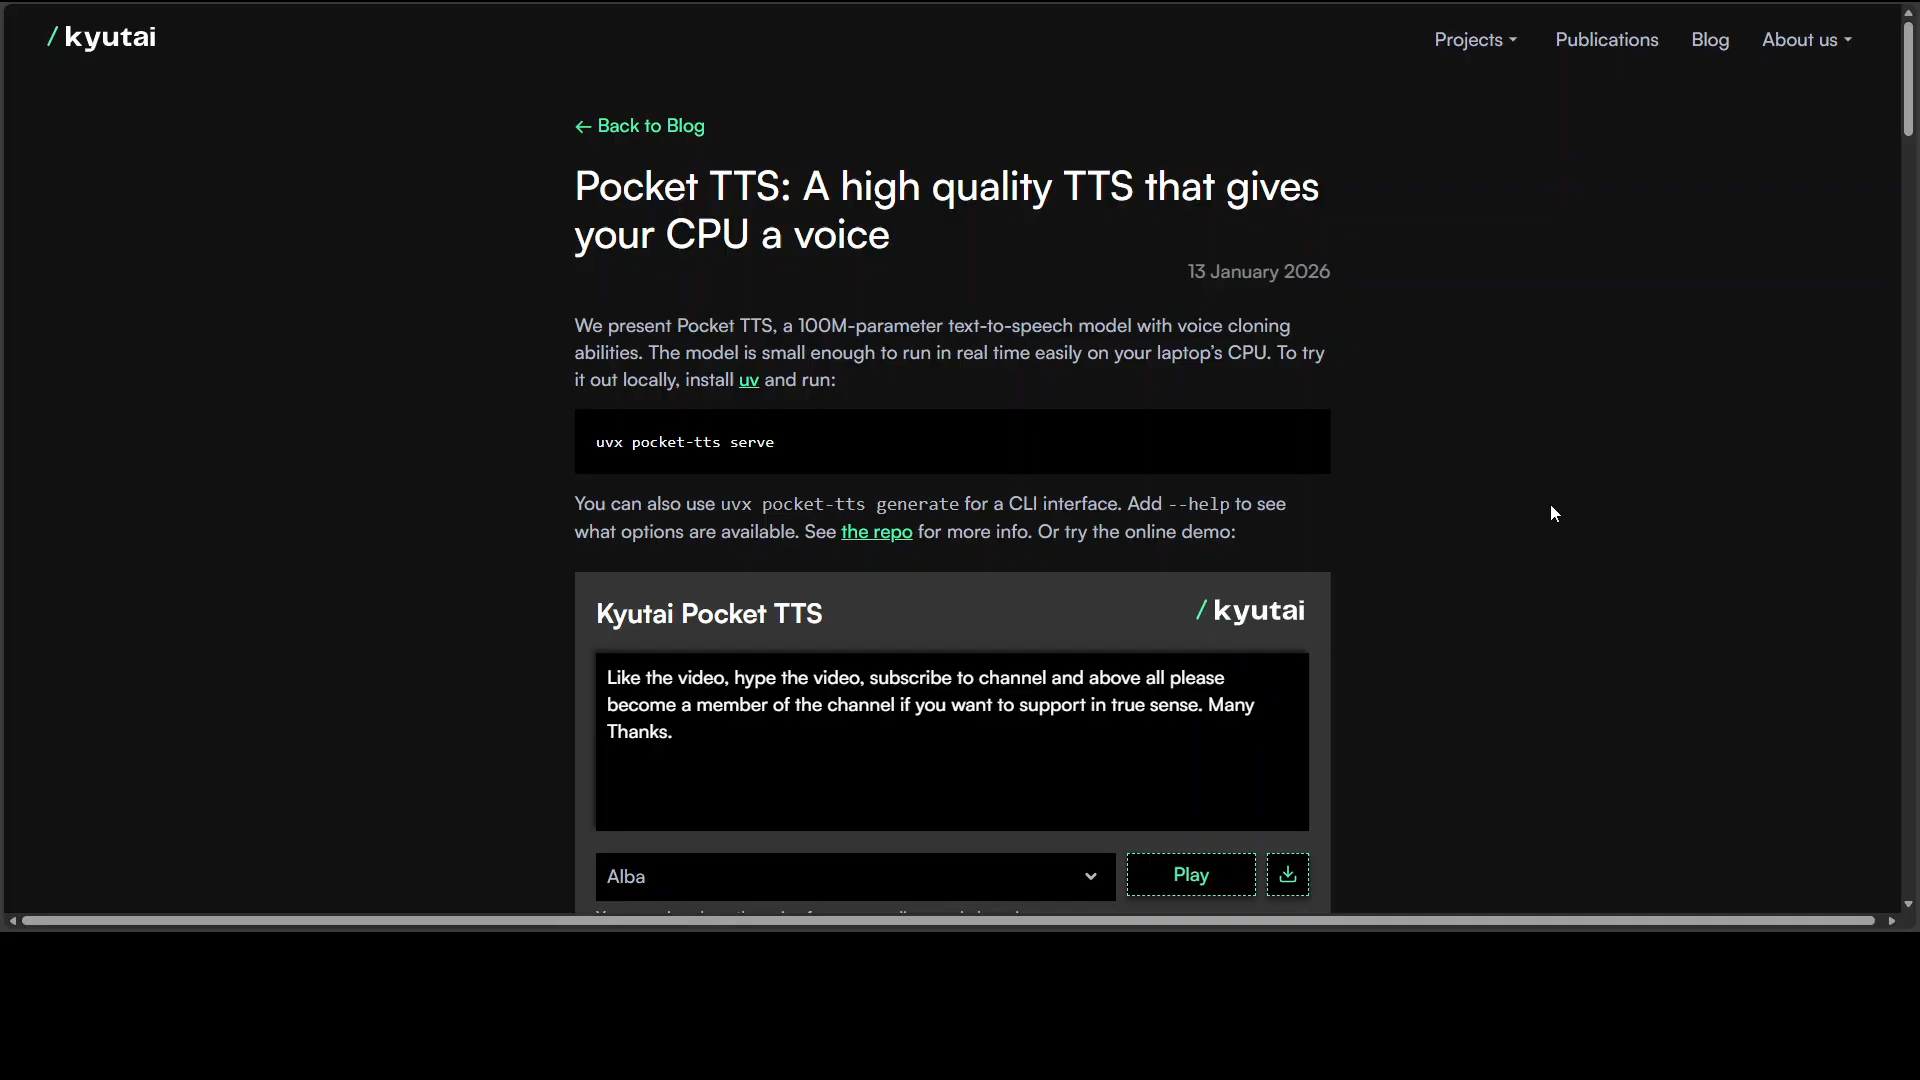 / kyutai
Projects
Publications
Blog
About us
← Back to Blog
Pocket TTS: A high quality TTS that gives
your CPU a voice
13 January 2026
We present Pocket TTS, a 100M-parameter text-to-speech model with voice cloning
abilities. The model is small enough to run in real time easily on your laptop’s CPU. To try
it out locally, install uv and run:
uvx pocket-tts serve
You can also use uvx pocket-tts generate for a CLI interface. Add --help to see
what options are available. See the repo for more info. Or try the online demo:
Kyutai Pocket TTS
/ kyutai
Like the video, hype the video, subscribe to channel and above all please
become a member of the channel if you want to support in true sense. Many
Thanks.
Alba
Play